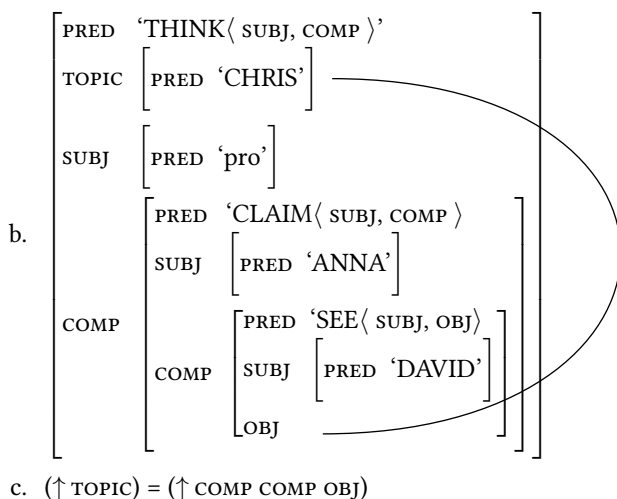 PRED ‘THINK⟨ SUBJ, COMP ⟩’
TOPIC [PRED ‘CHRIS’]
SUBJ [PRED ‘pro’]
PRED ‘CLAIM⟨ SUBJ, COMP ⟩
b.
SUBJ [PRED ‘ANNA’]
COMP
PRED ‘SEE⟨ SUBJ, OBJ⟩
COMP SUBJ [PRED ‘DAVID’]
OBJ
c. (↑ TOPIC) = (↑ COMP COMP OBJ)